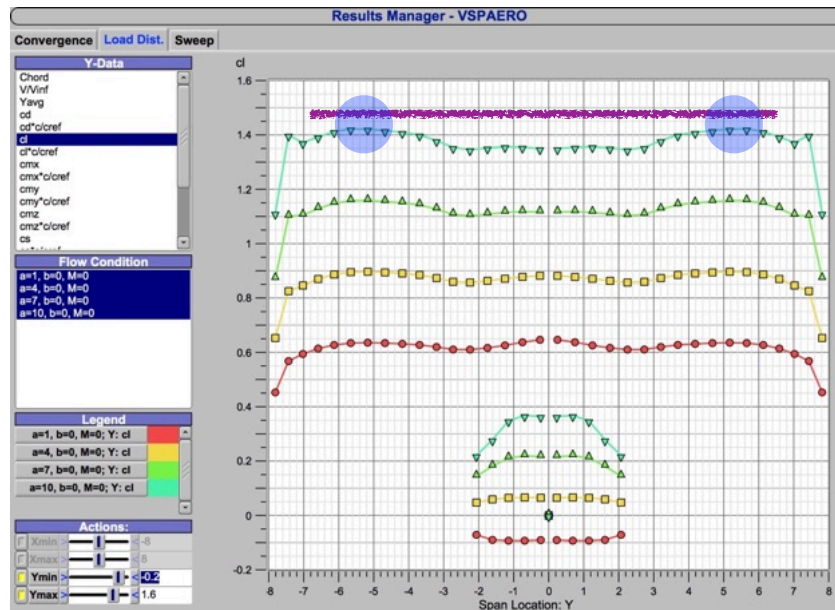 Results Manager - VSPAERO
Convergence Load Dist. Sweep
Y-Data
Chord
V/Vinf
Yavg
cd
cd*c/cref
cl
cl*c/cref
cmx
cmx*c/cref
cmy
cmy*c/cref
cmz
cmz*c/cref
cs
Flow Condition
a=1, b=0, M=0
a=4, b=0, M=0
a=7, b=0, M=0
a=10, b=0, M=0
Legend
a=1, b=0, M=0; Y: cl
a=4, b=0, M=0; Y: cl
a=7, b=0, M=0; Y: cl
a=10, b=0, M=0; Y: cl
Actions:
Xmin > < -8
Xmax > < 8
Ymin > < -0.2
Ymax > < 1.6
cl
1.6
1.4
1.2
1
0.8
0.6
0.4
0.2
0
-0.2
-8 -7 -6 -5 -4 -3 -2 -1 0 1 2 3 4 5 6 7 8
Span Location: Y